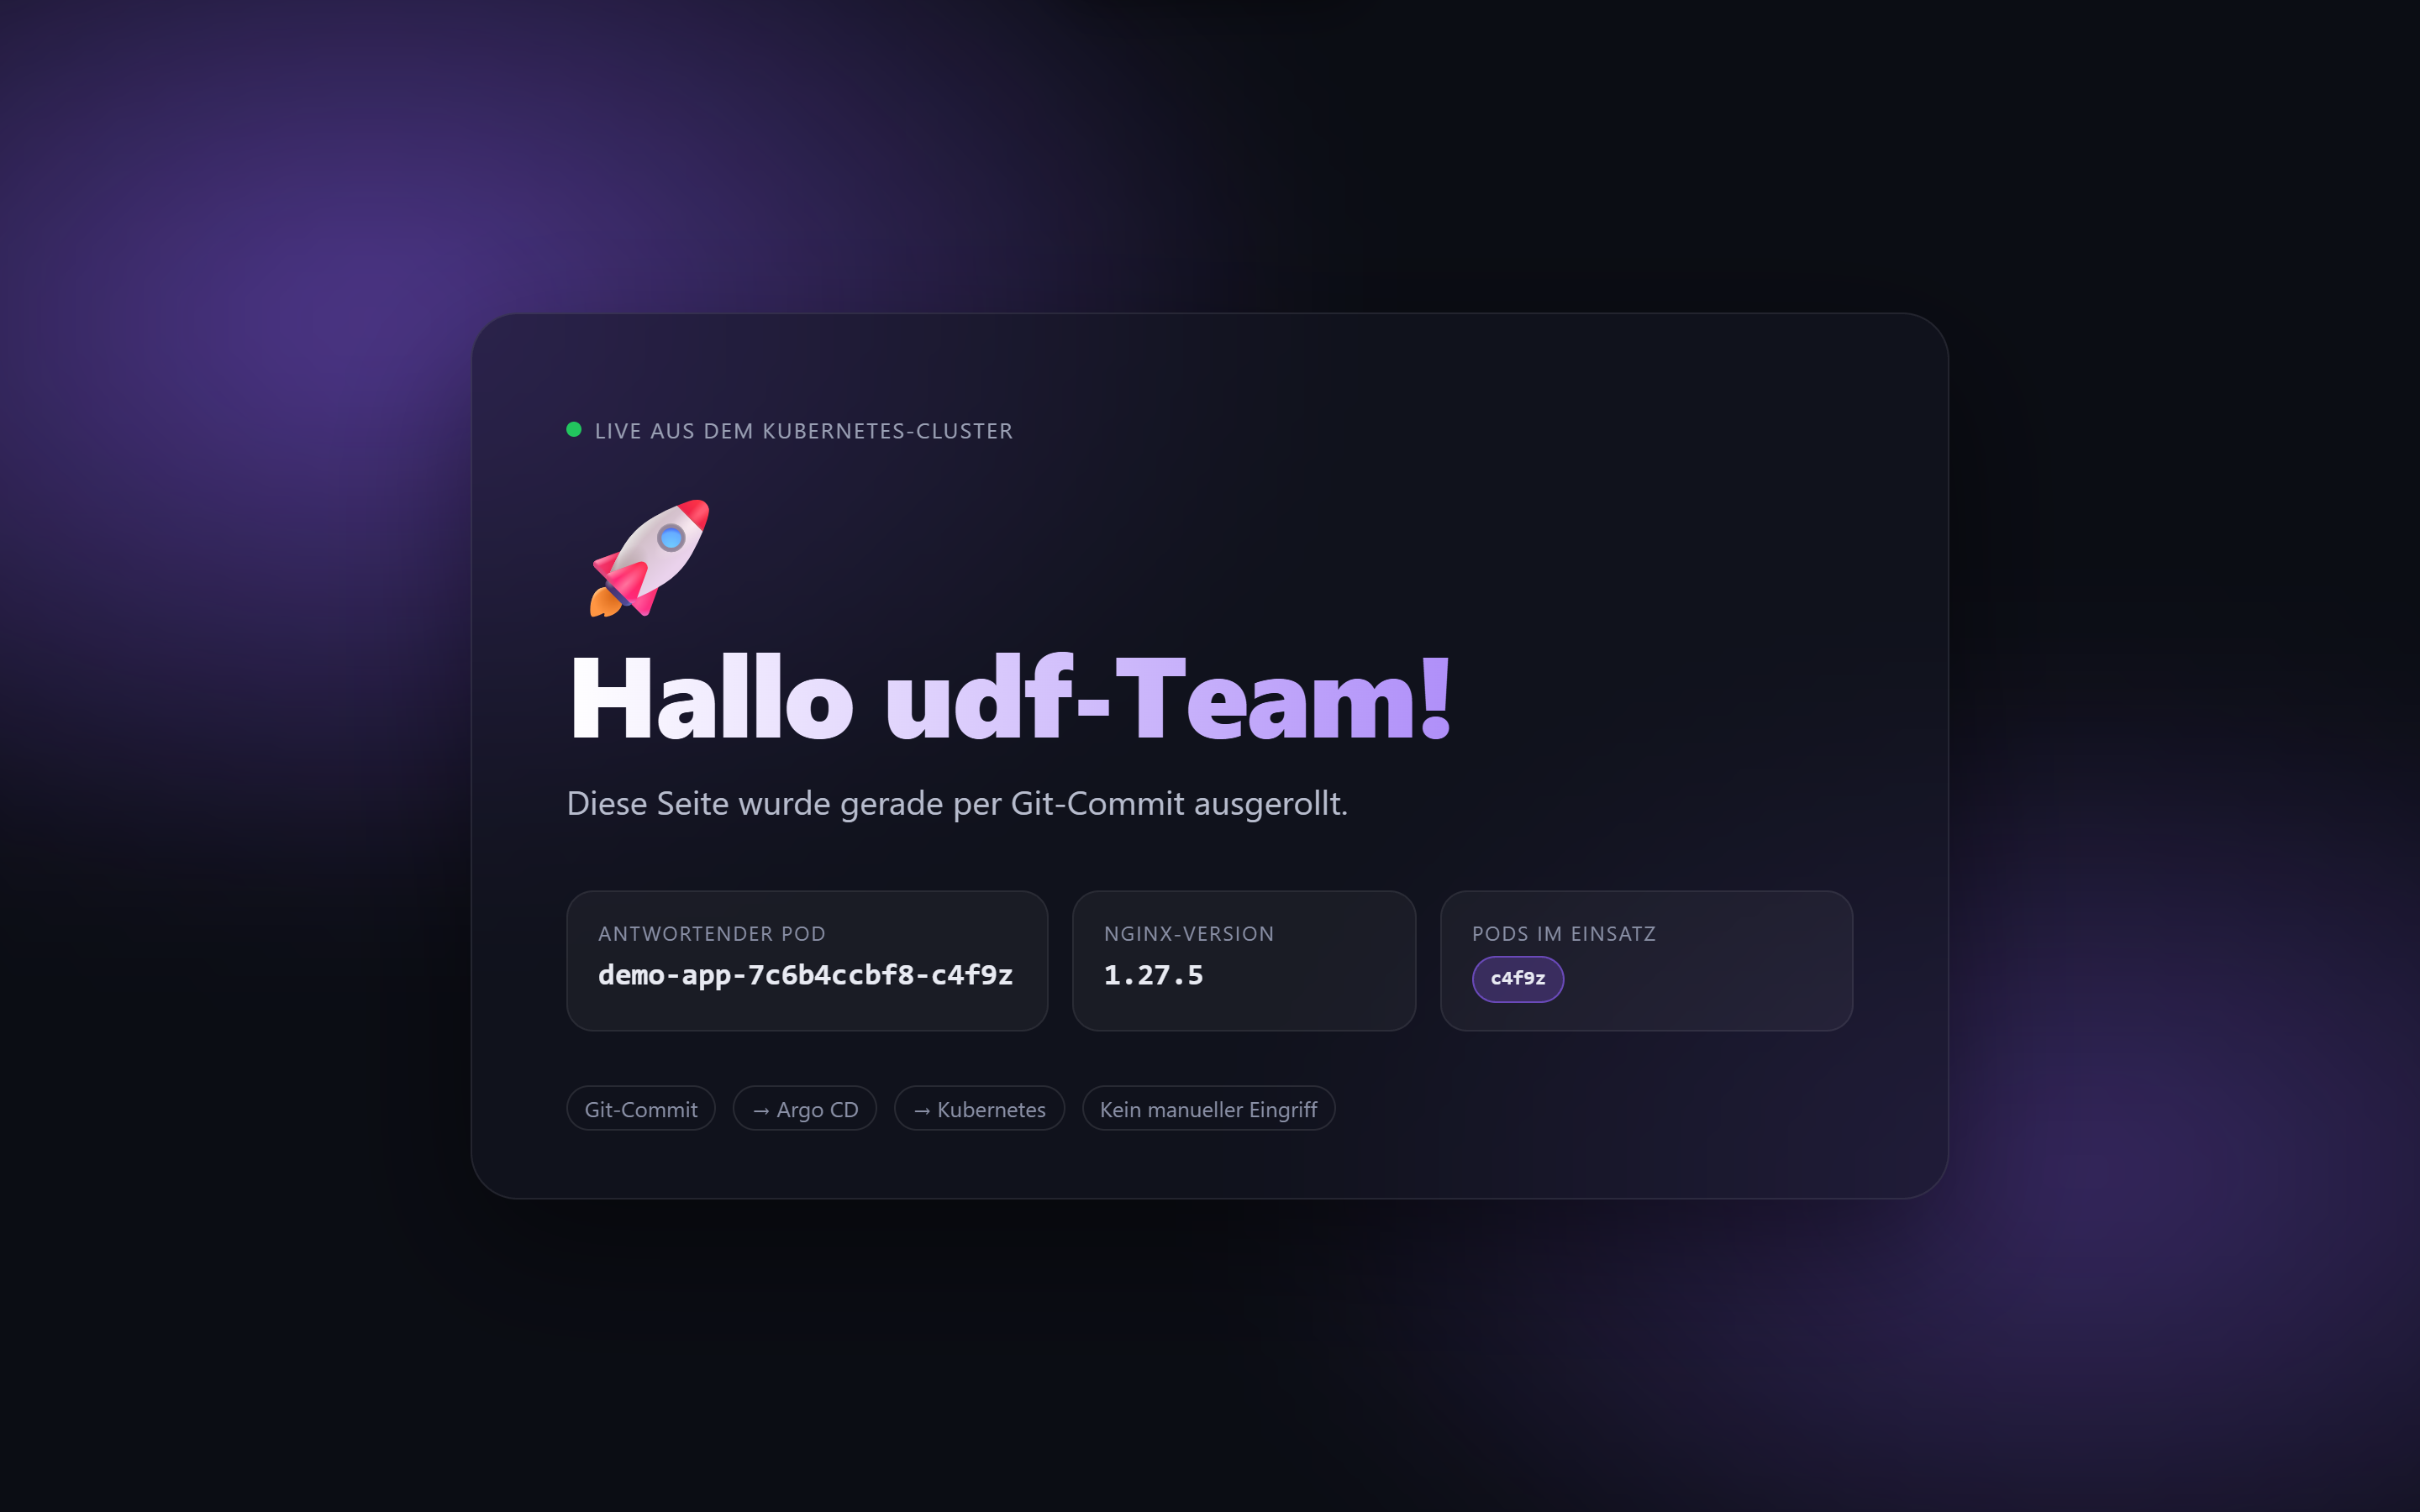 LIVE AUS DEM KUBERNETES-CLUSTER
Hallo udf-Team!
Diese Seite wurde gerade per Git-Commit ausgerollt.
ANTWORTENDER POD
demo-app-7c6b4ccbf8-c4f9z
NGINX-VERSION
1.27.5
PODS IM EINSATZ
c4f9z
Git-Commit
→ Argo CD
→ Kubernetes
Kein manueller Eingriff